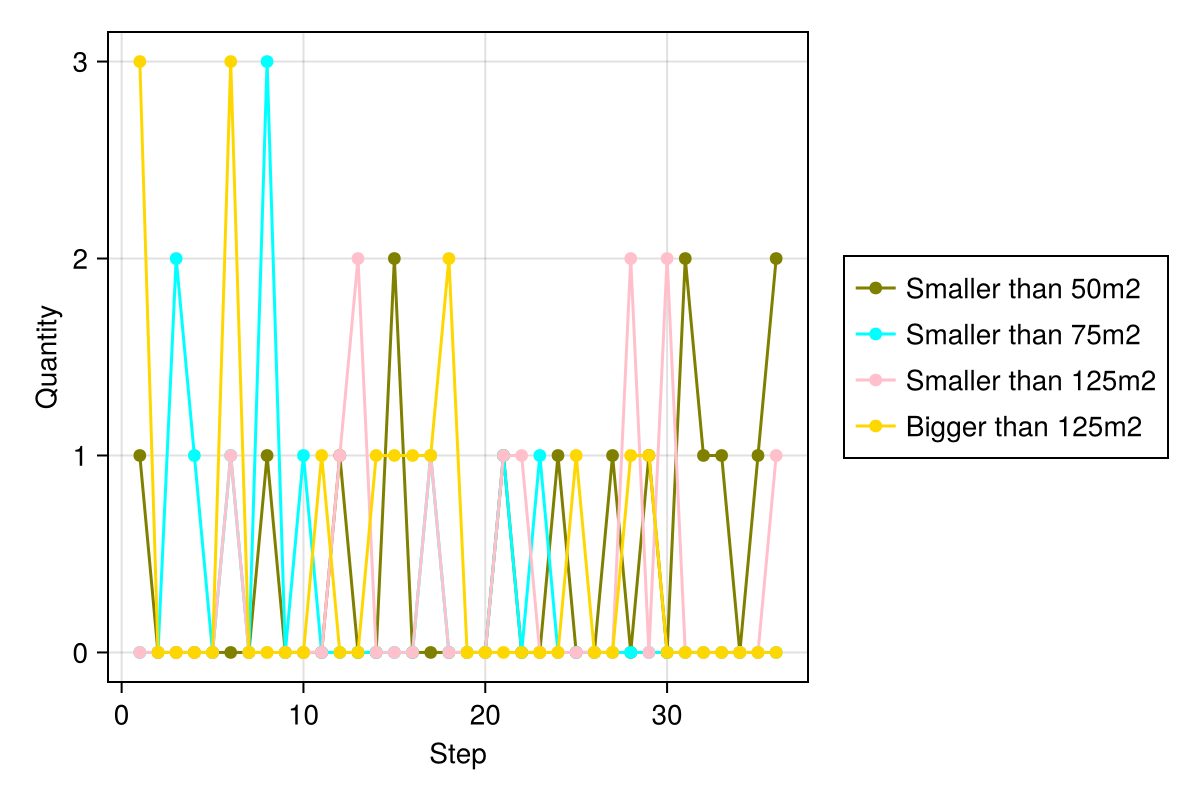 3
2
1
0
Quantity
0 10 20 30
Step
Smaller than 50m2
Smaller than 75m2
Smaller than 125m2
Bigger than 125m2